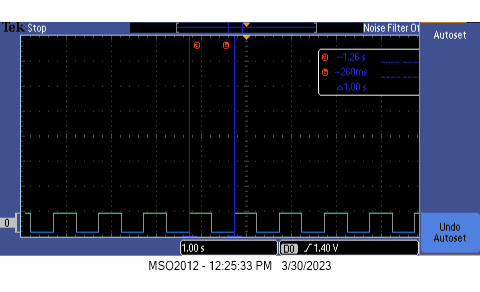 Tek Stop
Noise Filter Of
Autoset
a -1.26 s
b -260ms
△1.00 s
0
Undo
Autoset
1.00 s
D0 1.40 V
MSO2012 - 12:25:33 PM 3/30/2023